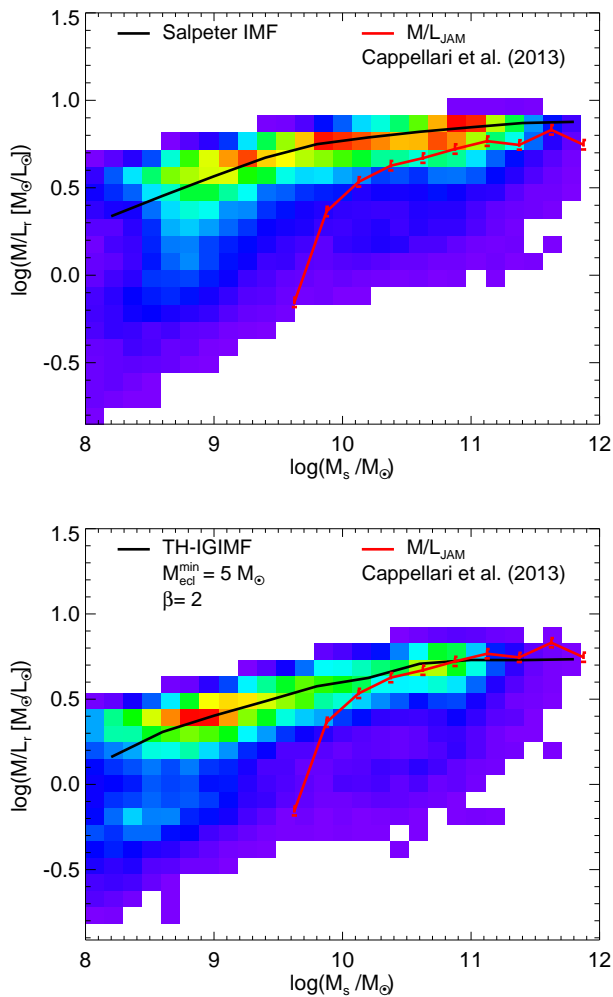 Salpeter IMF
M/L_JAM
Cappellari et al. (2013)
1.5
1.0
0.5
0.0
-0.5
log(M/L_r [M_☉/L_☉])
8 9 10 11 12
log(M_s/M_☉)
TH-IGIMF
M_ecl^min = 5 M_☉
β= 2
M/L_JAM
Cappellari et al. (2013)
1.5
1.0
0.5
0.0
-0.5
log(M/L_r [M_☉/L_☉])
8 9 10 11 12
log(M_s/M_☉)